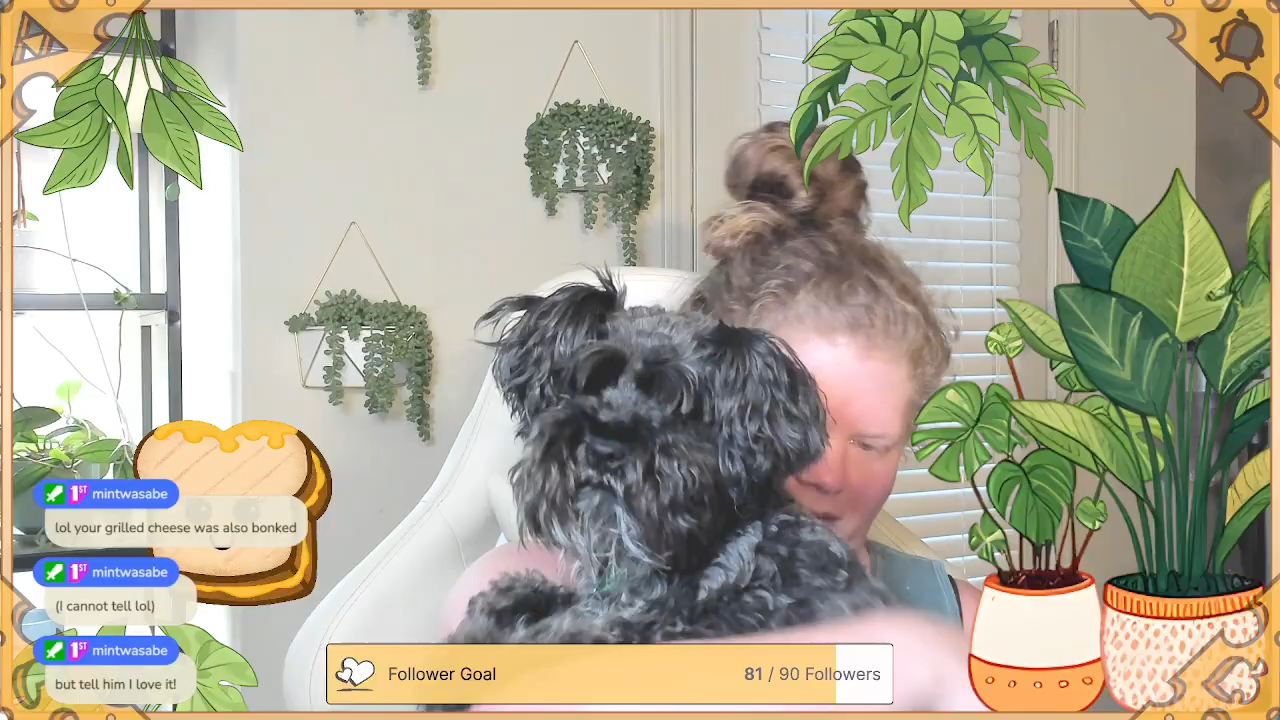 1ST mintwasabe
lol your grilled cheese was also bonked
1ST mintwasabe
(I cannot tell lol)
1ST mintwasabe
but tell him I love it!
Follower Goal 81 / 90 Followers